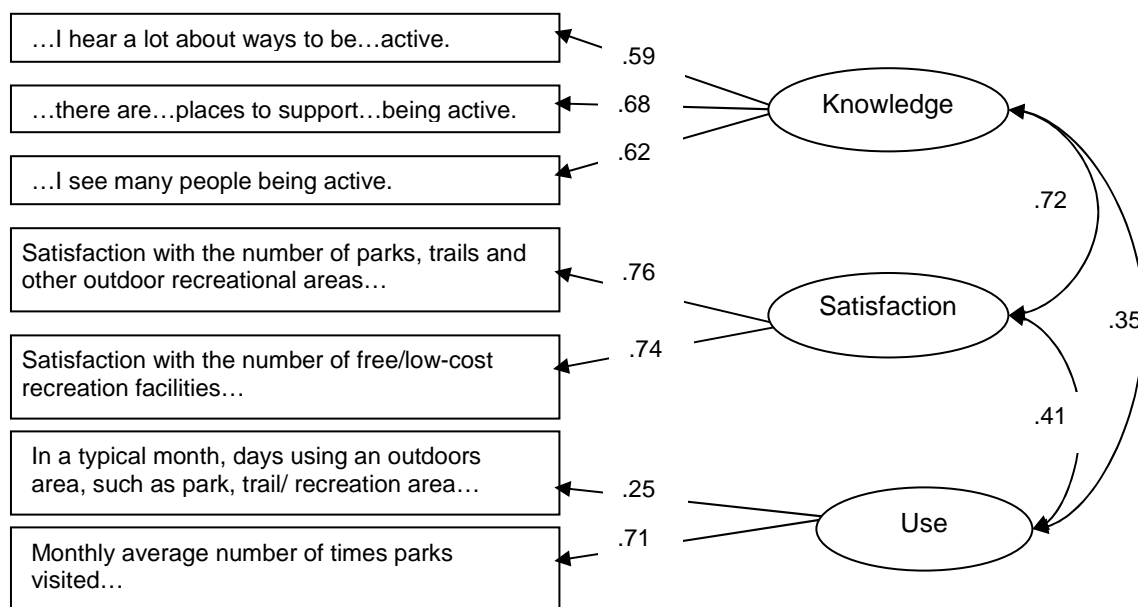 …I hear a lot about ways to be…active.
.59
…there are…places to support…being active.
.68
Knowledge
…I see many people being active.
.62
.72
Satisfaction with the number of parks, trails and
other outdoor recreational areas…
.76
Satisfaction
.35
Satisfaction with the number of free/low-cost
recreation facilities…
.74
.41
In a typical month, days using an outdoors
area, such as park, trail/ recreation area…
.25
Use
Monthly average number of times parks
visited…
.71